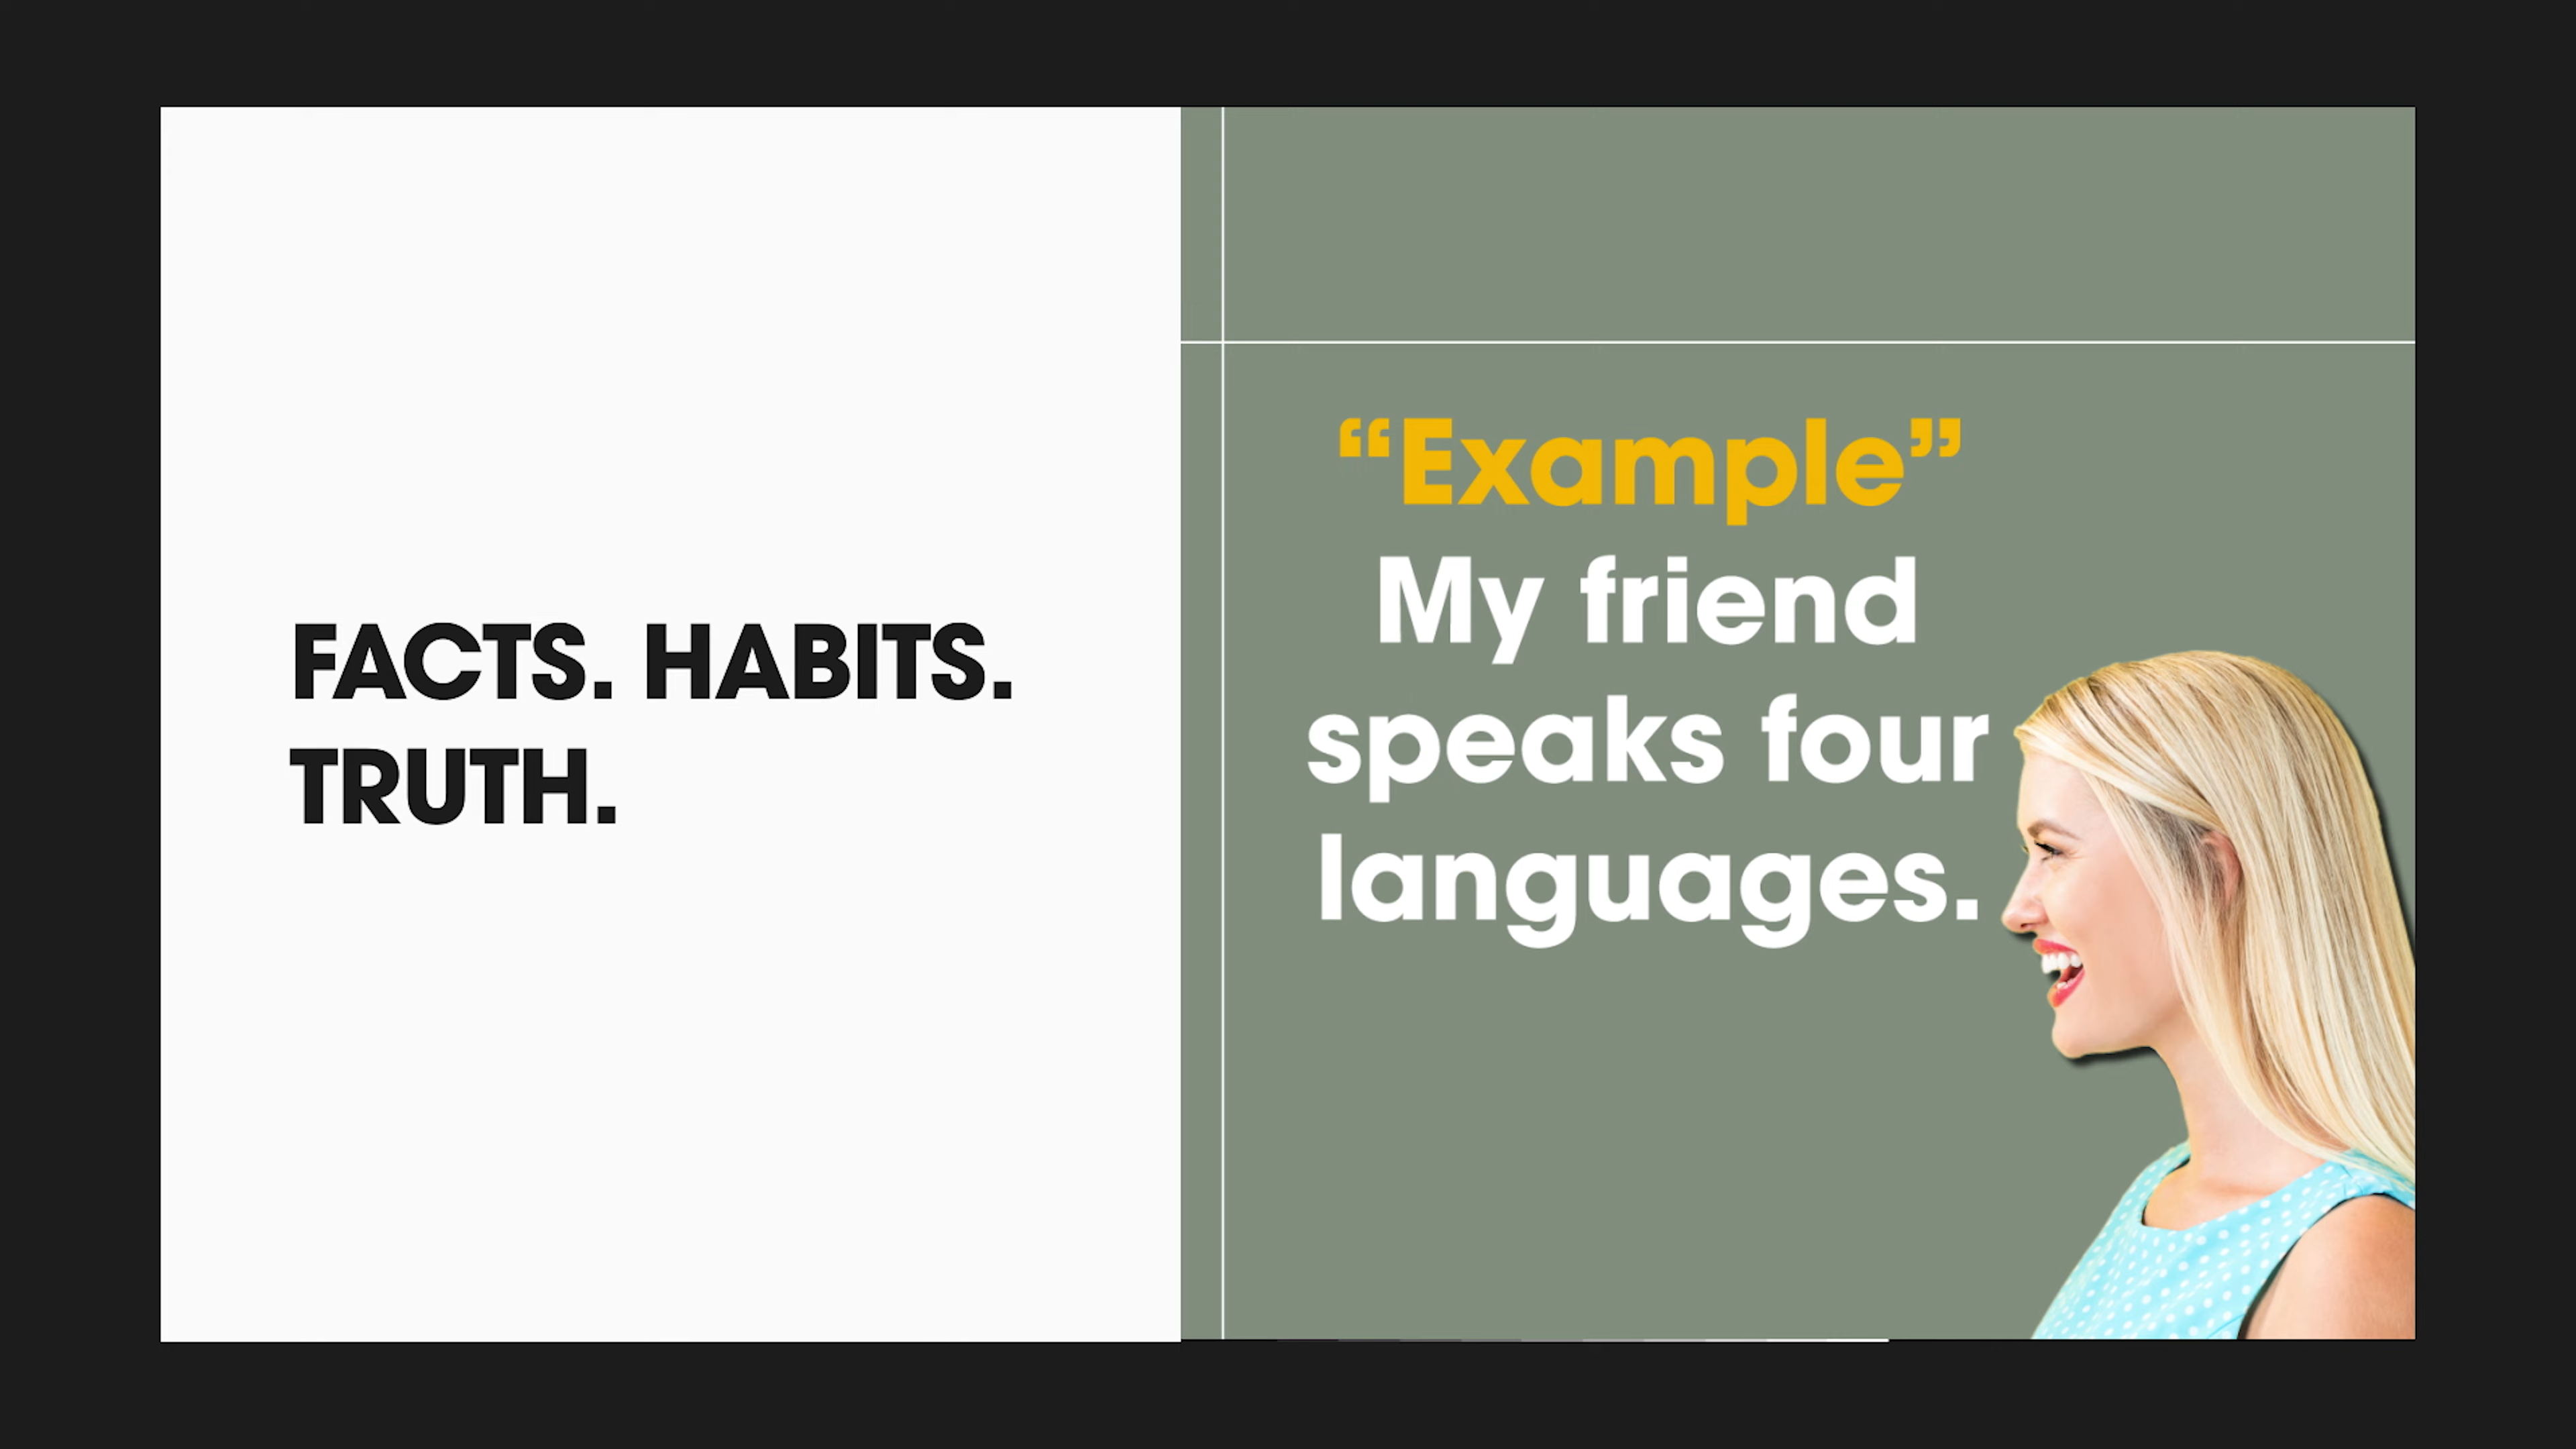 FACTS. HABITS.
TRUTH.
“Example”
My friend
speaks four
languages.